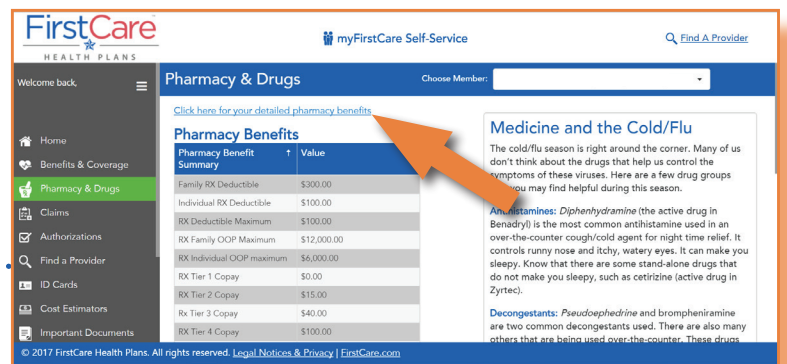 FirstCare
HEALTH PLANS
myFirstCare Self-Service
Find A Provider
Welcome back,
Pharmacy & Drugs
Choose Member:
Home
Benefits & Coverage
Pharmacy & Drugs
Claims
Authorizations
Find a Provider
ID Cards
Cost Estimators
Important Documents
Click here for your detailed pharmacy benefits
Pharmacy Benefits
Pharmacy Benefit Summary ↑ Value
Family RX Deductible $300.00
Individual RX Deductible $100.00
RX Deductible Maximum $100.00
RX Family OOP Maximum $12,000.00
RX Individual OOP maximum $6,000.00
RX Tier 1 Copay $0.00
RX Tier 2 Copay $15.00
Rx Tier 3 Copay $40.00
RX Tier 4 Copay $100.00
Medicine and the Cold/Flu
The cold/flu season is right around the corner. Many of us
don't think about the drugs that help us control the
symptoms of these viruses. Here are a few drug groups
you may find helpful during this season.
Antihistamines: Diphenhydramine (the active drug in
Benadryl) is the most common antihistamine used in an
over-the-counter cough/cold agent for night time relief. It
controls runny nose and itchy, watery eyes. It can make you
sleepy. Know that there are some stand-alone drugs that
do not make you sleepy, such as cetirizine (active drug in
Zyrtec).
Decongestants: Pseudoephedrine and brompheniramine
are two common decongestants used. There are also many
others that are being used over-the-counter. These drugs
© 2017 FirstCare Health Plans. All rights reserved. Legal Notices & Privacy | FirstCare.com